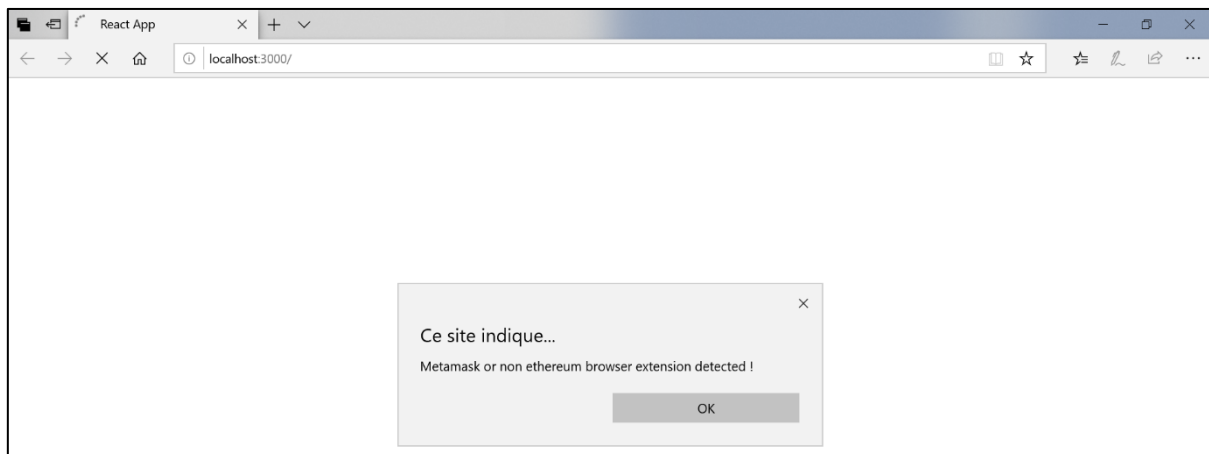 React App
localhost:3000/
Ce site indique...
Metamask or non ethereum browser extension detected !
OK